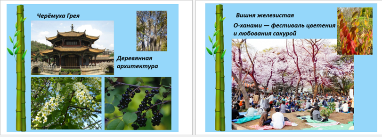 Черёмуха Грея
Деревянная
архитектура
Вишня железистая
О-ханами — фестиваль цветения
и любования сакурой